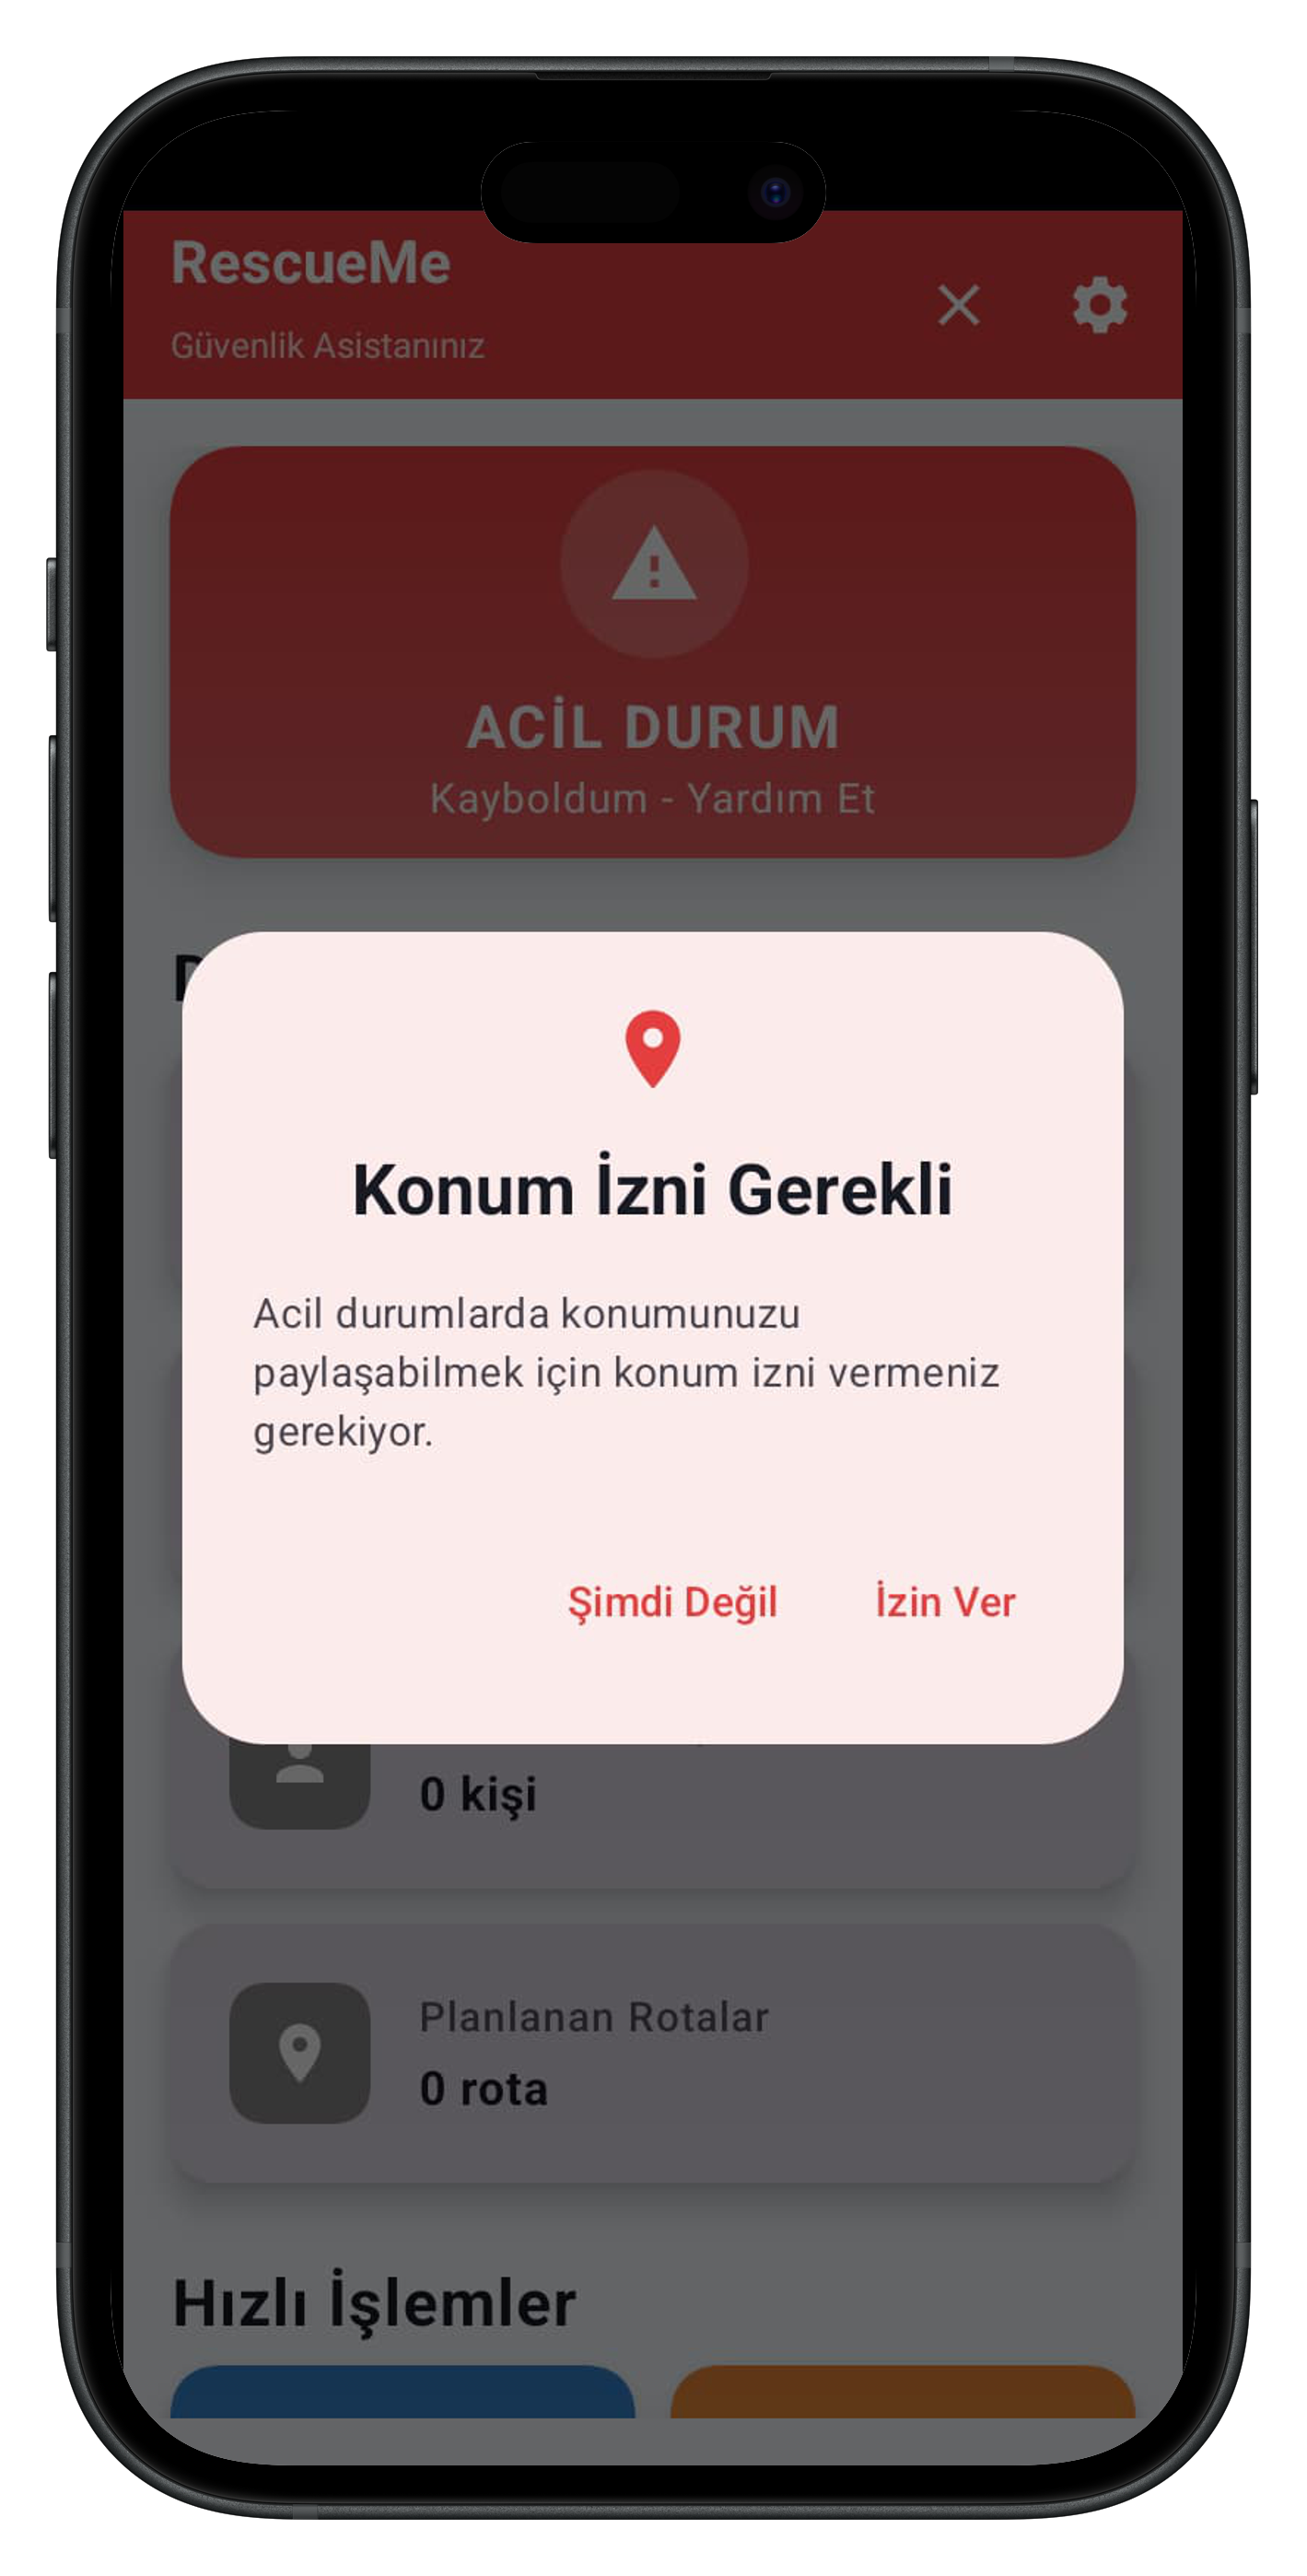 RescueMe
Güvenlik Asistanınız
ACİL DURUM
Kayboldum - Yardım Et
Konum İzni Gerekli
Acil durumlarda konumunuzu
paylaşabilmek için konum izni vermeniz
gerekiyor.
Şimdi Değil İzin Ver
0 kişi
Planlanan Rotalar
0 rota
Hızlı İşlemler